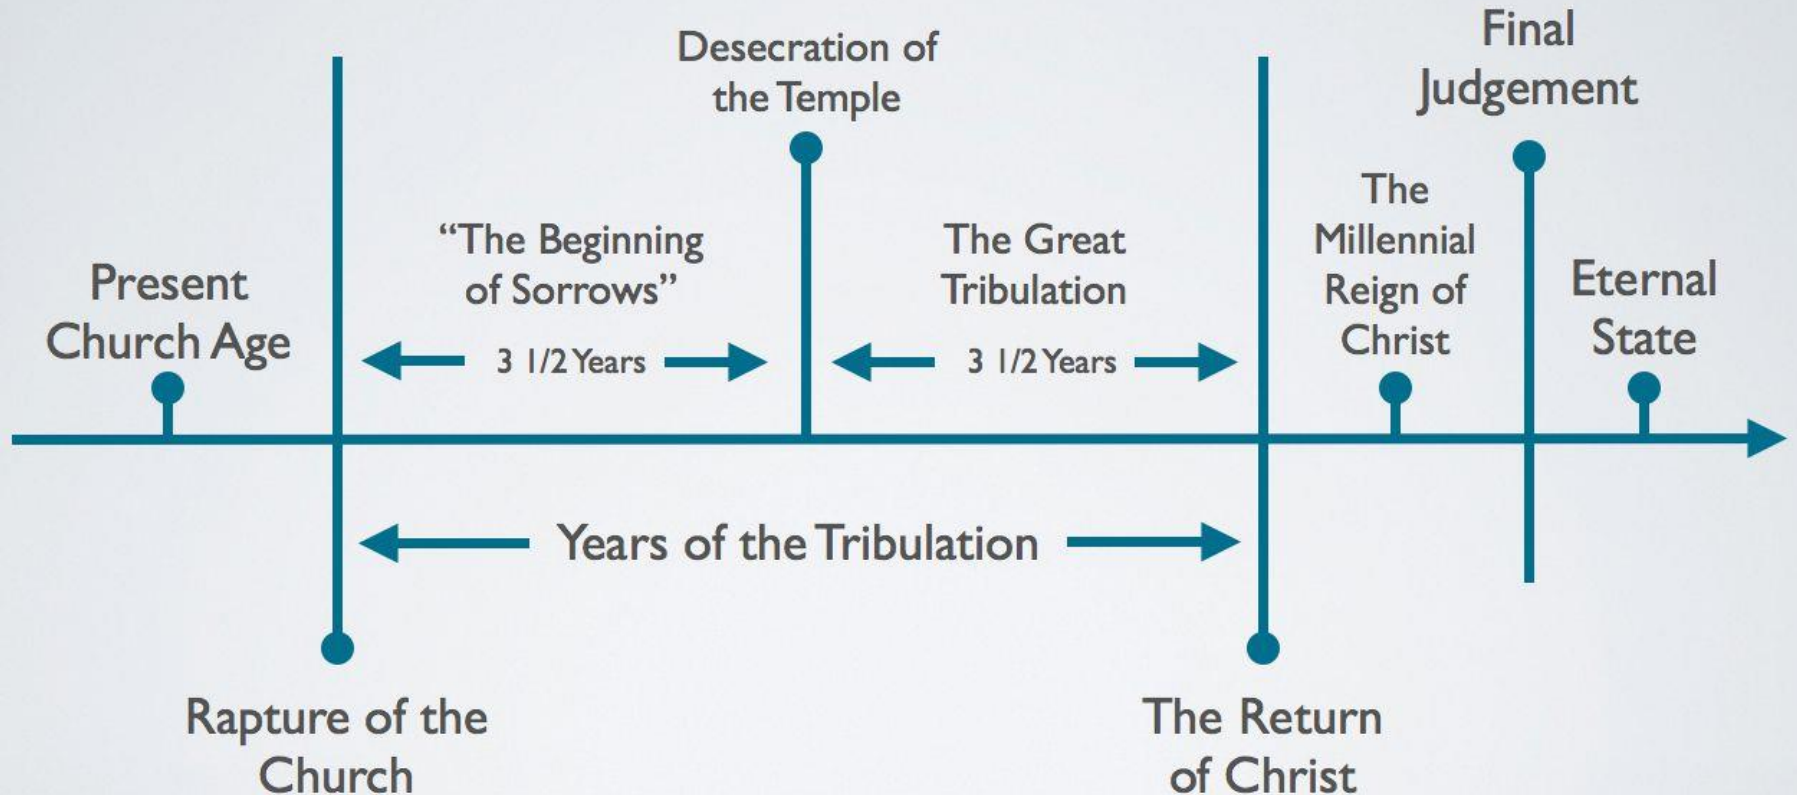 Present
Church Age
Rapture of the
Church
“The Beginning
of Sorrows”
3 1/2 Years
Desecration of
the Temple
The Great
Tribulation
3 1/2 Years
Years of the Tribulation
The Return
of Christ
The
Millennial
Reign of
Christ
Final
Judgement
Eternal
State